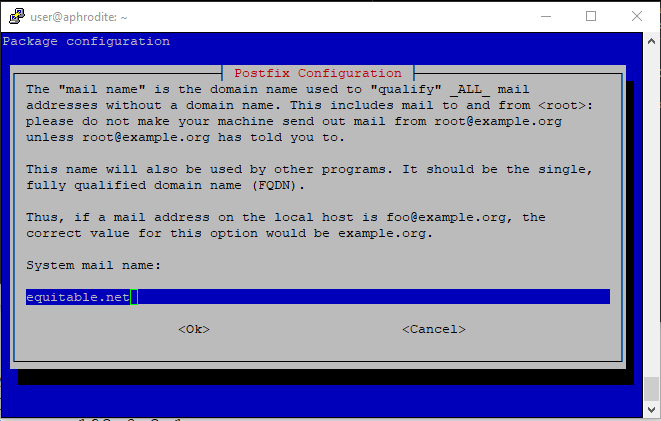 user@aphrodite: ~
Package configuration
Postfix Configuration
The "mail name" is the domain name used to "qualify" _ALL_ mail
addresses without a domain name. This includes mail to and from <root>:
please do not make your machine send out mail from root@example.org
unless root@example.org has told you to.
This name will also be used by other programs. It should be the single,
fully qualified domain name (FQDN).
Thus, if a mail address on the local host is foo@example.org, the
correct value for this option would be example.org.
System mail name:
equitable.net
<Ok> <Cancel>